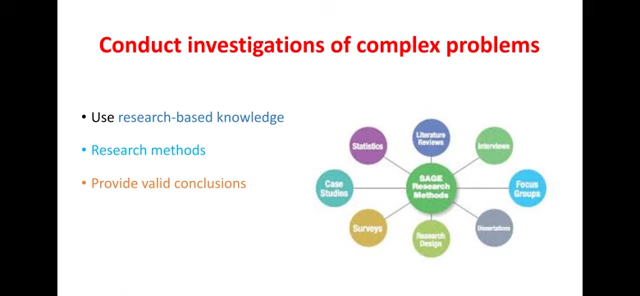 Conduct investigations of complex problems
• Use research-based knowledge
• Research methods
• Provide valid conclusions
Literature
Reviews
Statistics
Interviews
Case
Studies
SAGE
Research
Methods
Focus
Groups
Surveys
Dissertations
Research
Design